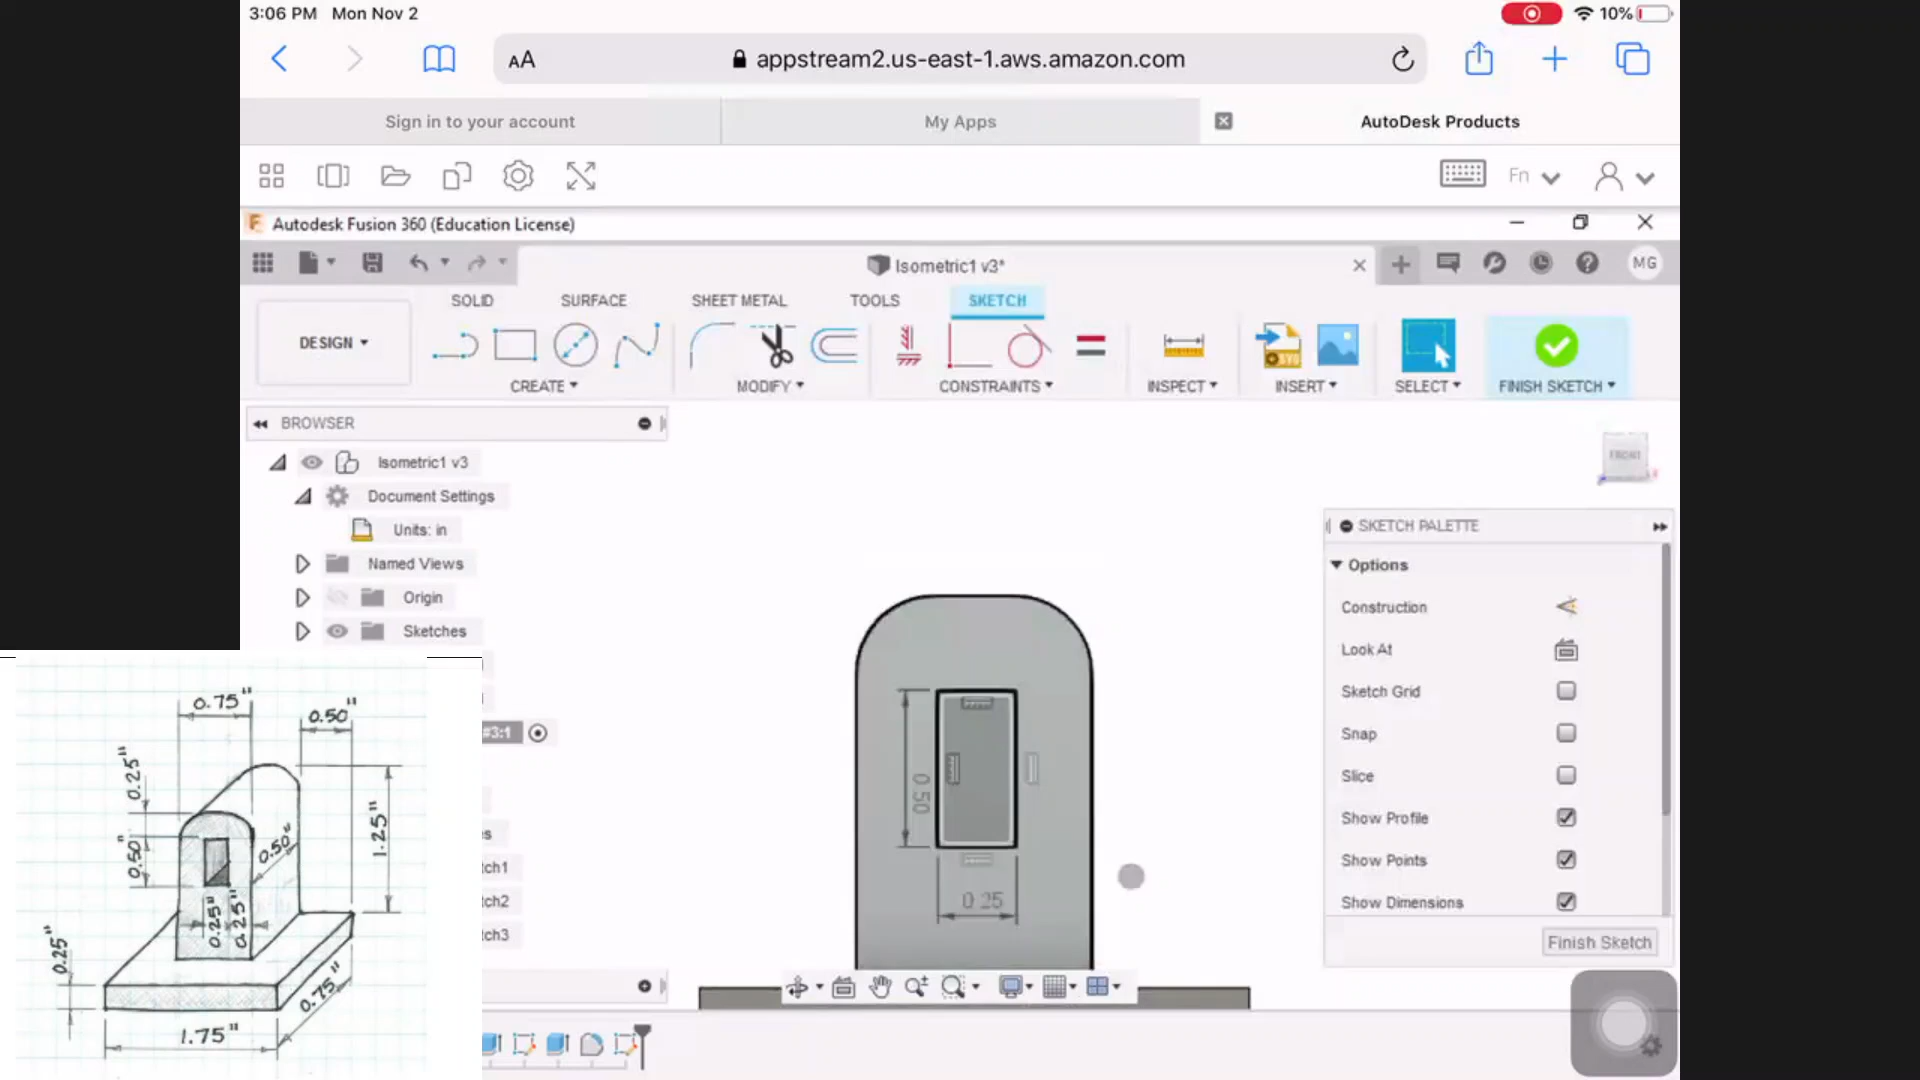 3:06 PM Mon Nov 2
10%
AA
appstream2.us-east-1.aws.amazon.com
Sign in to your account
My Apps
AutoDesk Products
Fn
Autodesk Fusion 360 (Education License)
Isometric1 v3*
MG
SOLID
SURFACE
SHEET METAL
TOOLS
SKETCH
DESIGN
CREATE
MODIFY
CONSTRAINTS
INSPECT
INSERT
SELECT
FINISH SKETCH
BROWSER
Isometric1 v3
Document Settings
Units: in
Named Views
Origin
Sketches
#3:1
es
tch1
tch2
tch3
FRONT
SKETCH PALETTE
Options
Construction
Look At
Sketch Grid
Snap
Slice
Show Profile
Show Points
Show Dimensions
Finish Sketch
0.50
0.25
0.75"
0.50"
0.25"
0.50"
0.50"
1.25"
0.25"
0.25"
0.25"
0.75"
1.75"